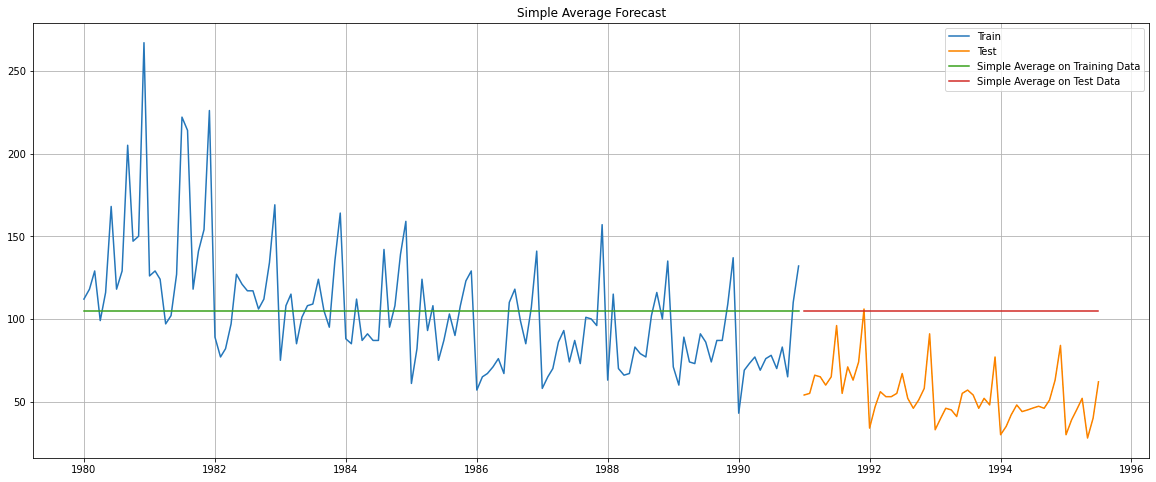 Simple Average Forecast
Train
Test
Simple Average on Training Data
Simple Average on Test Data
250
200
150
100
50
1980 1982 1984 1986 1988 1990 1992 1994 1996